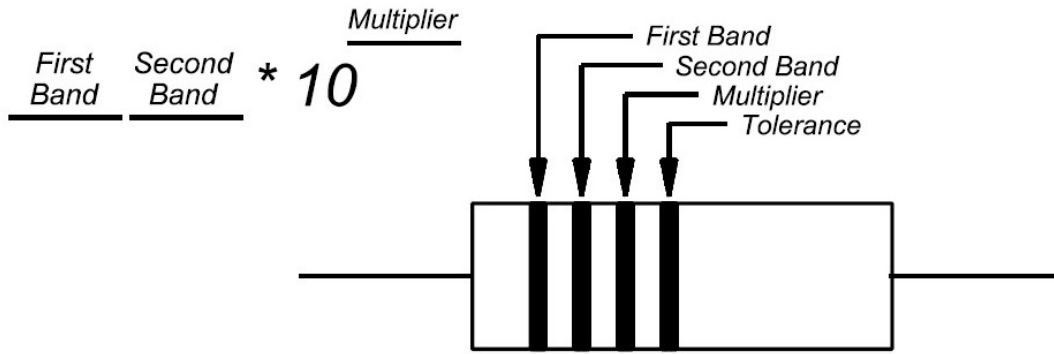 Multiplier
First Band
Second Band
* 10
First Band
Second Band
Multiplier
Tolerance